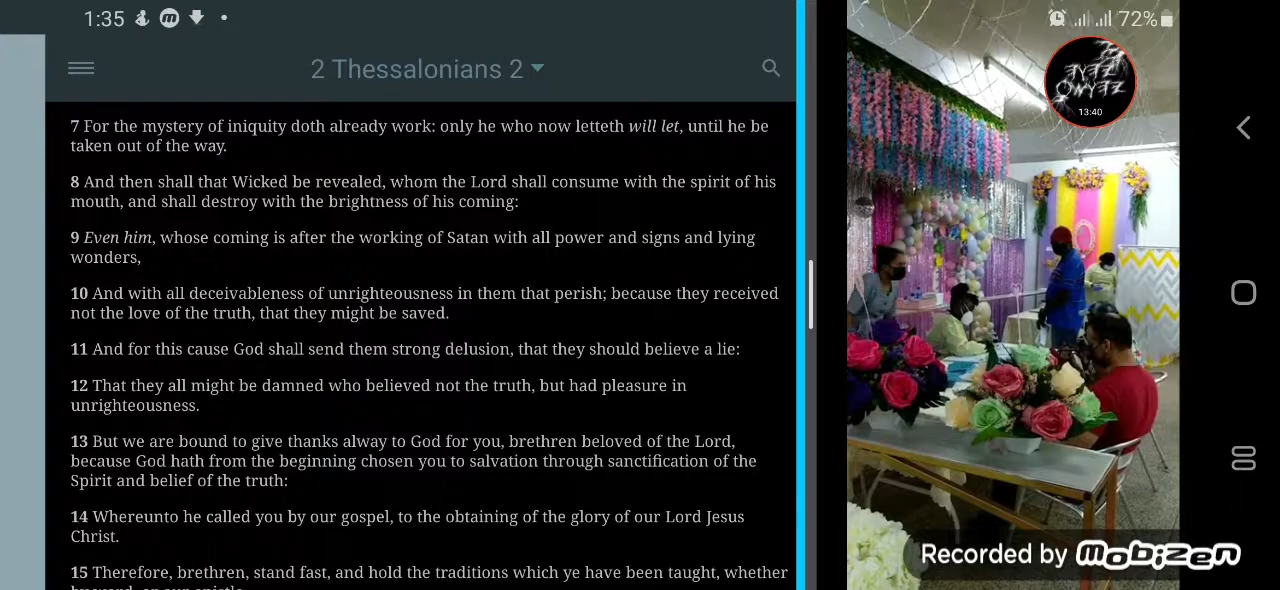 1:35
72%
2 Thessalonians 2
13:40
7 For the mystery of iniquity doth already work: only he who now letteth will let, until he be
taken out of the way.
8 And then shall that Wicked be revealed, whom the Lord shall consume with the spirit of his
mouth, and shall destroy with the brightness of his coming:
9 Even him, whose coming is after the working of Satan with all power and signs and lying
wonders,
10 And with all deceivableness of unrighteousness in them that perish; because they received
not the love of the truth, that they might be saved.
11 And for this cause God shall send them strong delusion, that they should believe a lie:
12 That they all might be damned who believed not the truth, but had pleasure in
unrighteousness.
13 But we are bound to give thanks alway to God for you, brethren beloved of the Lord,
because God hath from the beginning chosen you to salvation through sanctification of the
Spirit and belief of the truth:
14 Whereunto he called you by our gospel, to the obtaining of the glory of our Lord Jesus
Christ.
15 Therefore, brethren, stand fast, and hold the traditions which ye have been taught, whether
Recorded by Mobizen